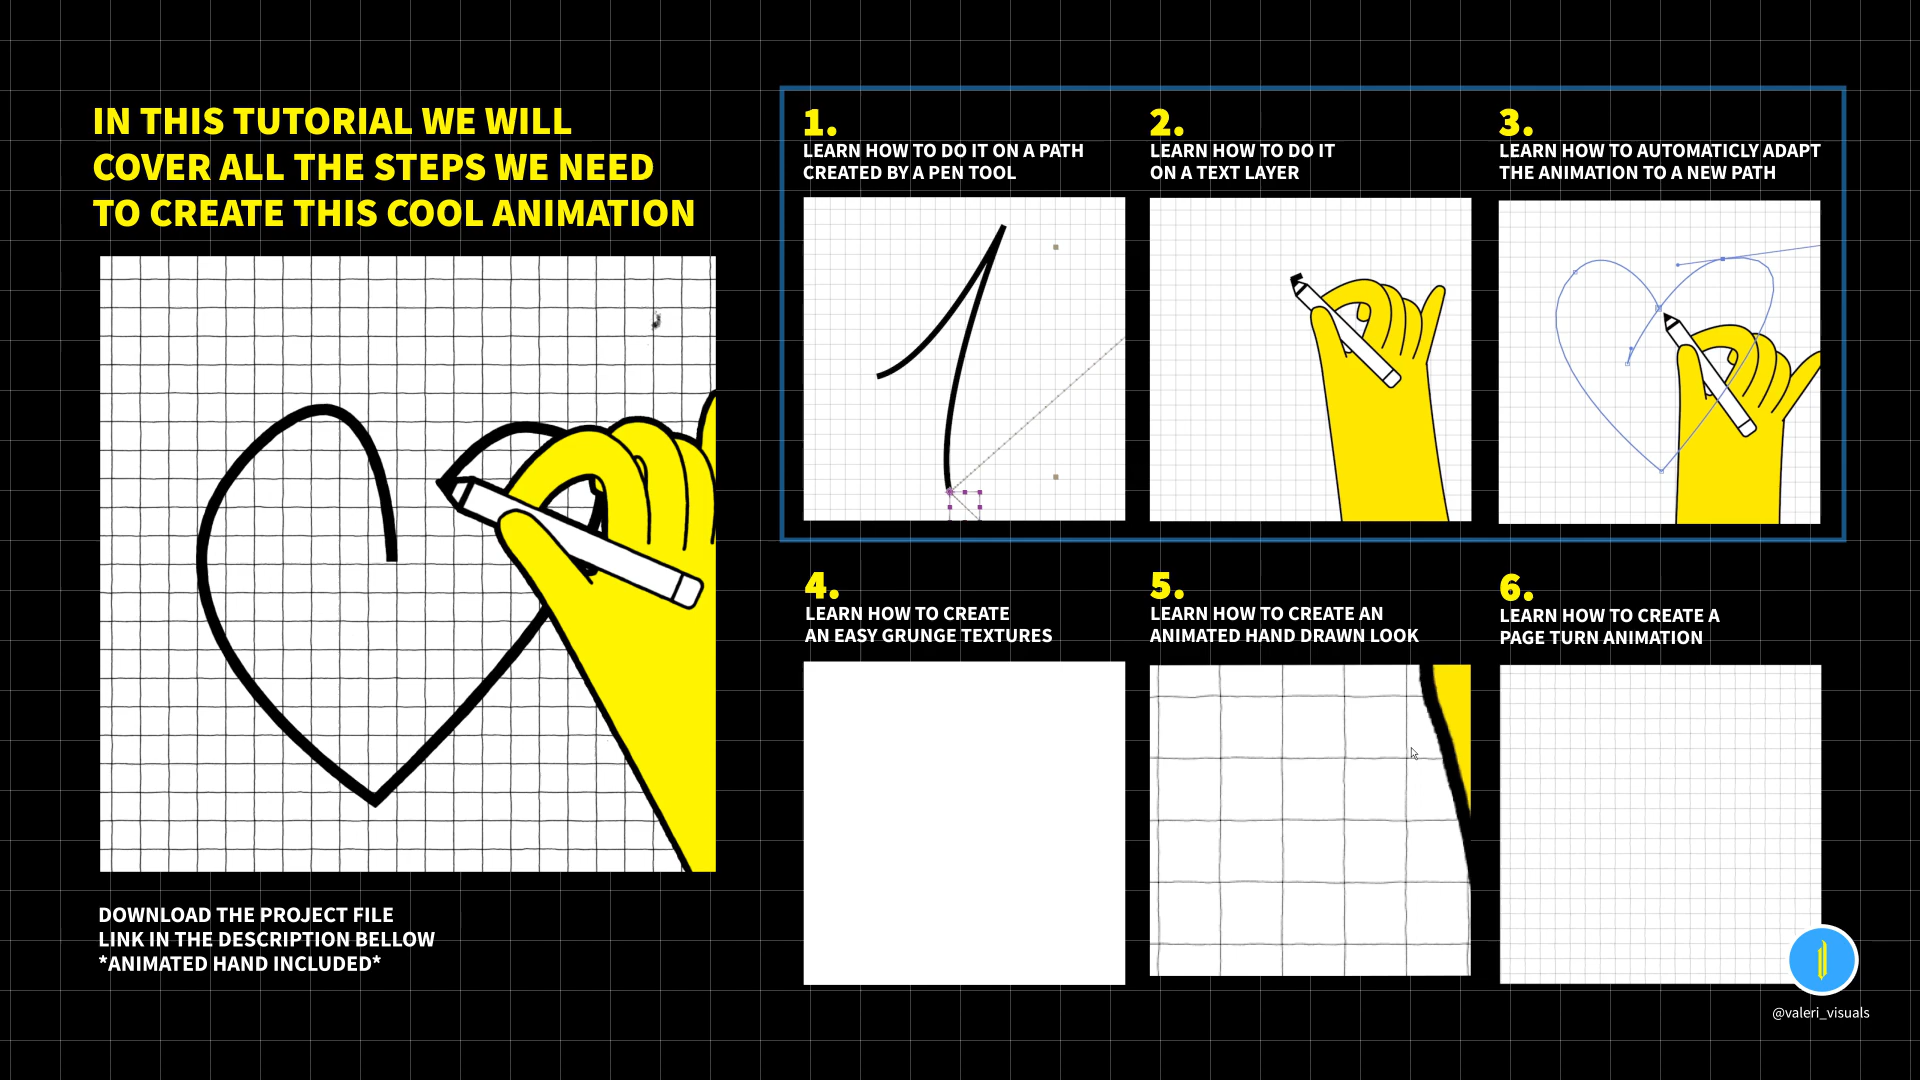 IN THIS TUTORIAL WE WILL
COVER ALL THE STEPS WE NEED
TO CREATE THIS COOL ANIMATION
DOWNLOAD THE PROJECT FILE
LINK IN THE DESCRIPTION BELLOW
*ANIMATED HAND INCLUDED*
1.
LEARN HOW TO DO IT ON A PATH
CREATED BY A PEN TOOL
2.
LEARN HOW TO DO IT
ON A TEXT LAYER
3.
LEARN HOW TO AUTOMATICLY ADAPT
THE ANIMATION TO A NEW PATH
4.
LEARN HOW TO CREATE
AN EASY GRUNGE TEXTURES
5.
LEARN HOW TO CREATE AN
ANIMATED HAND DRAWN LOOK
6.
LEARN HOW TO CREATE A
PAGE TURN ANIMATION
@valeri_visuals